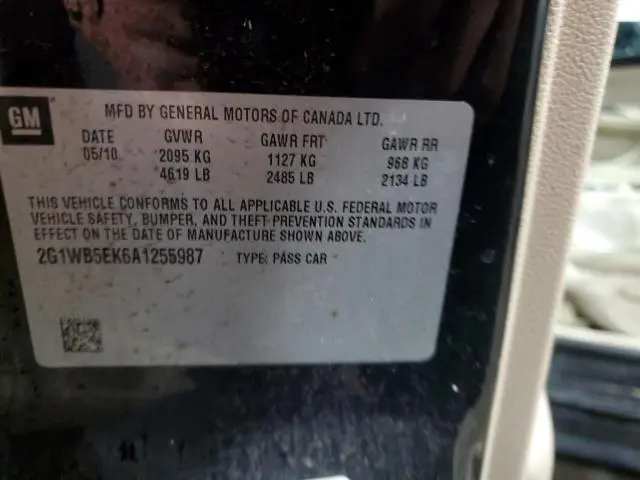 GM
MFD BY GENERAL MOTORS OF CANADA LTD.
DATE GVWR GAWR FRT GAWR RR
05/10 2095 KG 1127 KG 968 KG
4619 LB 2485 LB 2134 LB
THIS VEHICLE CONFORMS TO ALL APPLICABLE U.S. FEDERAL MOTOR
VEHICLE SAFETY, BUMPER, AND THEFT PREVENTION STANDARDS IN
EFFECT ON THE DATE OF MANUFACTURE SHOWN ABOVE.
2G1WB5EK6A1255987 TYPE: PASS CAR